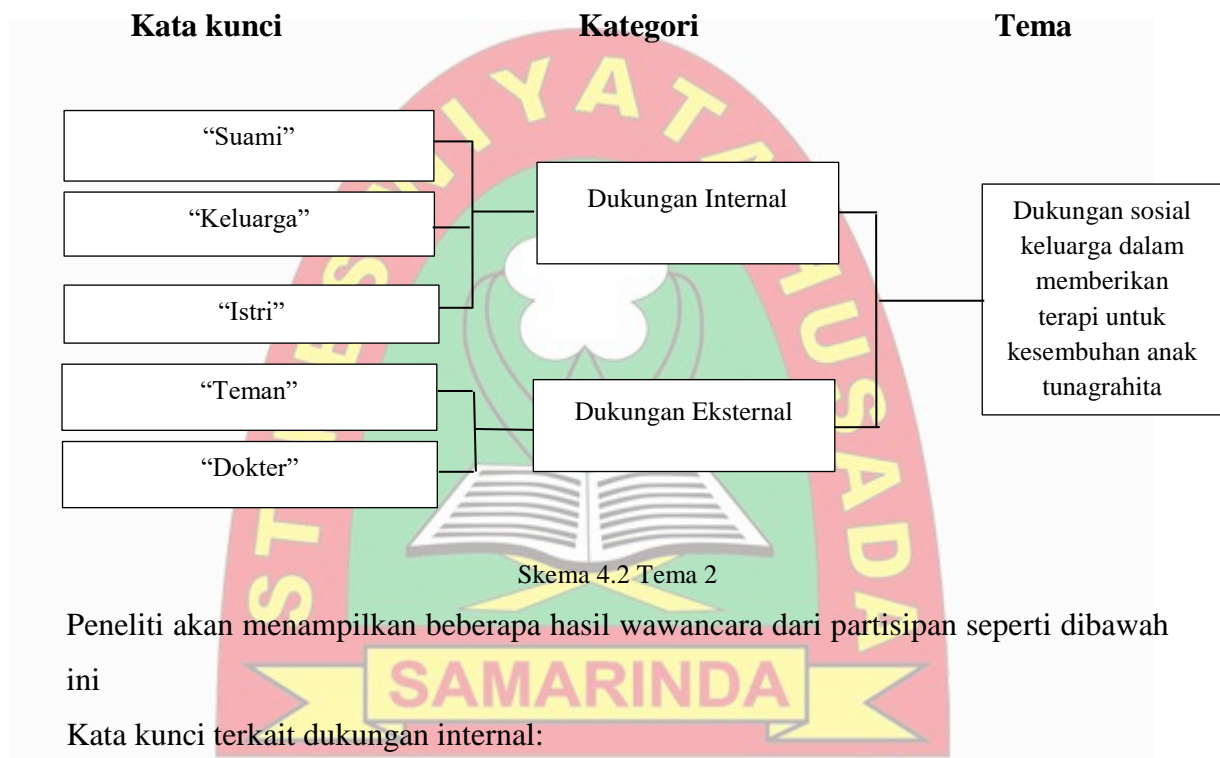 Kata kunci Kategori Tema
“Suami”
“Keluarga”
“Istri”
“Teman”
“Dokter”
Dukungan Internal
Dukungan Eksternal
Dukungan sosial
keluarga dalam
memberikan
terapi untuk
kesembuhan anak
tunagrahita
Skema 4.2 Tema 2
Peneliti akan menampilkan beberapa hasil wawancara dari partisipan seperti dibawah
ini
Kata kunci terkait dukungan internal:
SAMARINDA